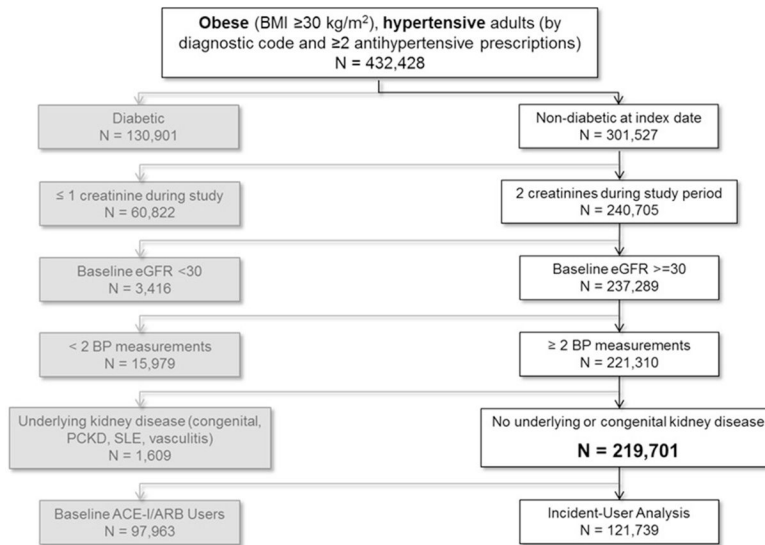 Obese (BMI ≥30 kg/m²), hypertensive adults (by
diagnostic code and ≥2 antihypertensive prescriptions)
N = 432,428
Diabetic
N = 130,901
Non-diabetic at index date
N = 301,527
≤ 1 creatinine during study
N = 60,822
2 creatinines during study period
N = 240,705
Baseline eGFR <30
N = 3,416
Baseline eGFR >=30
N = 237,289
< 2 BP measurements
N = 15,979
≥ 2 BP measurements
N = 221,310
Underlying kidney disease (congenital,
PCKD, SLE, vasculitis)
N = 1,609
No underlying or congenital kidney disease
N = 219,701
Baseline ACE-I/ARB Users
N = 97,963
Incident-User Analysis
N = 121,739